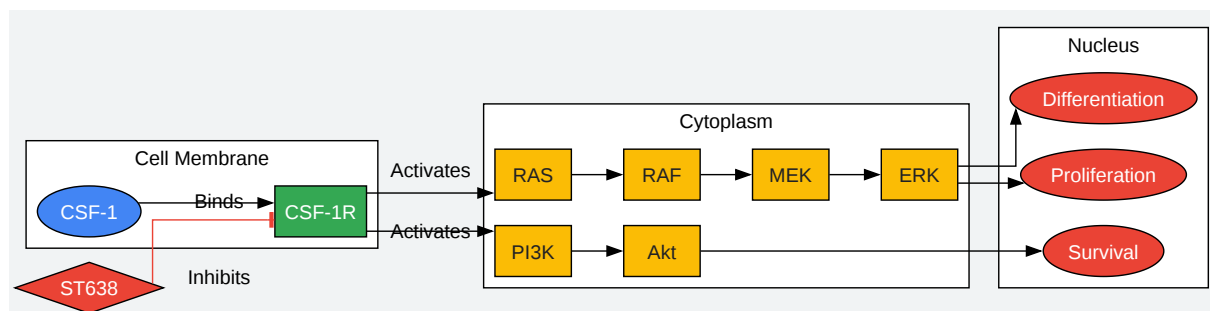 Cell Membrane
CSF-1
Binds
CSF-1R
ST638
Inhibits
Activates
Activates
Cytoplasm
RAS
RAF
MEK
ERK
PI3K
Akt
Nucleus
Differentiation
Proliferation
Survival